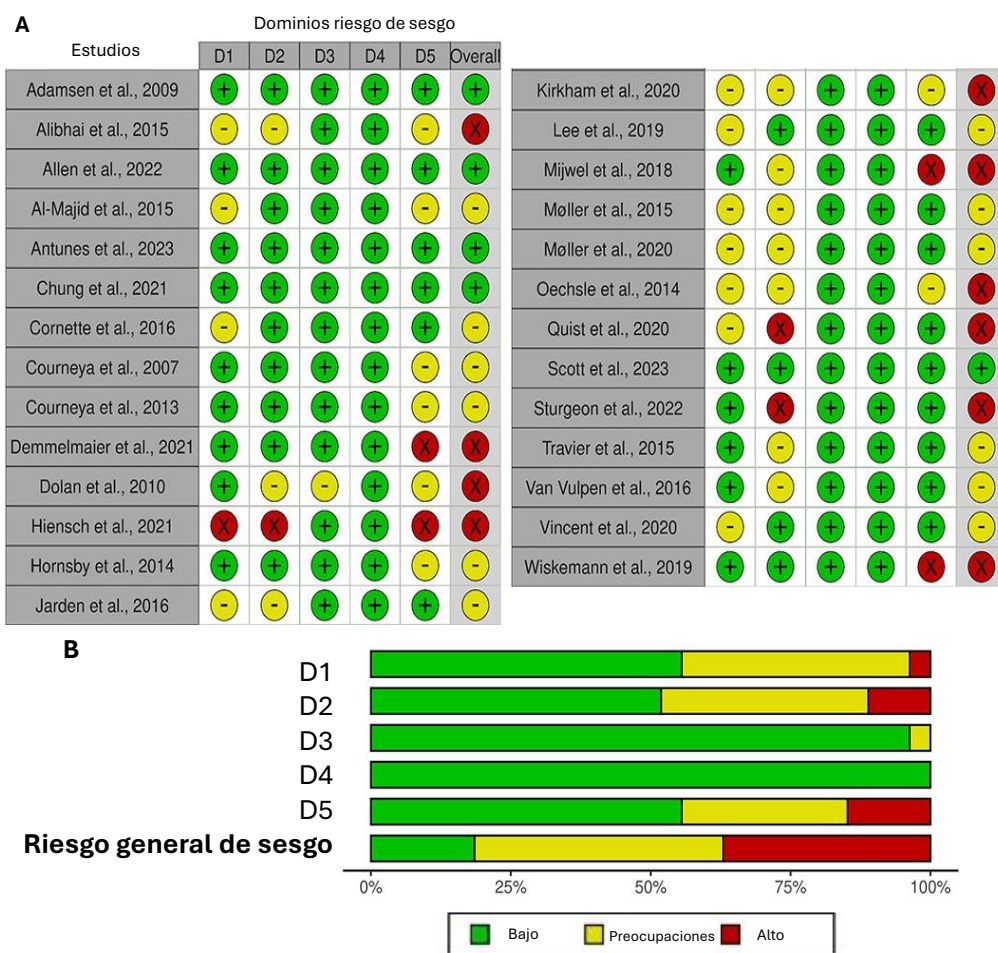 A
Dominios riesgo de sesgo
Estudios D1 D2 D3 D4 D5 Overall
Adamsen et al., 2009 + + + + + +
Alibhai et al., 2015 - - + + - X
Allen et al., 2022 + + + + + +
Al-Majid et al., 2015 - + + + - -
Antunes et al., 2023 + + + + + +
Chung et al., 2021 + + + + + +
Cornette et al., 2016 - + + + + -
Courneya et al., 2007 + + + + - -
Courneya et al., 2013 + + + + - -
Demmelmaier et al., 2021 + + + + X X
Dolan et al., 2010 + - - + - X
Hiensch et al., 2021 X X + + X X
Hornsby et al., 2014 + + + + - -
Jarden et al., 2016 - - + + + -
Kirkham et al., 2020 - - + + - X
Lee et al., 2019 - + + + + -
Mijwel et al., 2018 + - + + X X
Møller et al., 2015 - - + + + -
Møller et al., 2020 - - + + + -
Oechsle et al., 2014 - - + + - X
Quist et al., 2020 - X + + + X
Scott et al., 2023 + + + + + +
Sturgeon et al., 2022 + X + + + X
Travier et al., 2015 + - + + + -
Van Vulpen et al., 2016 + - + + + -
Vincent et al., 2020 - + + + + -
Wiskemann et al., 2019 + + + + X X
B
D1
D2
D3
D4
D5
Riesgo general de sesgo
0% 25% 50% 75% 100%
Bajo Preocupaciones Alto